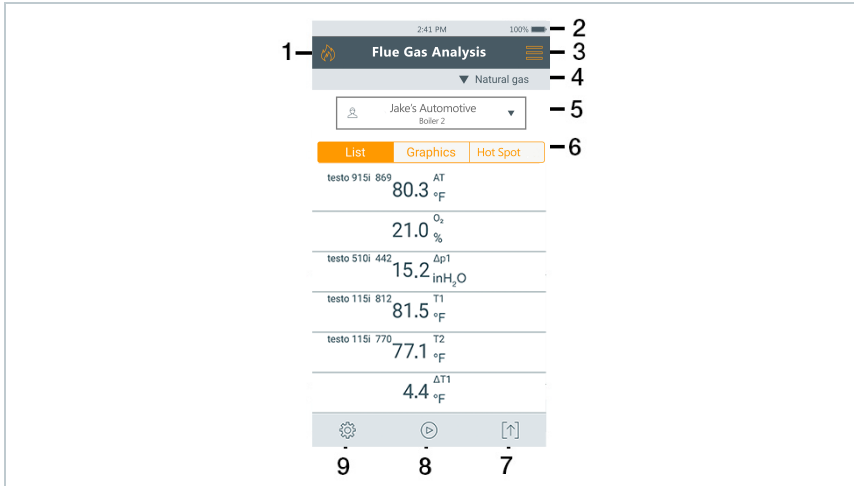 2:41 PM 100% 2
1 Flue Gas Analysis 3
▼ Natural gas 4
Jake's Automotive ▼ 5
Boiler 2
List Graphics Hot Spot 6
testo 915i 869 80.3 AT °F
21.0 O₂ %
testo 510i 442 15.2 Δp1 inH₂O
testo 115i 812 81.5 T1 °F
testo 115i 770 77.1 T2 °F
4.4 ΔT1 °F
9 8 7